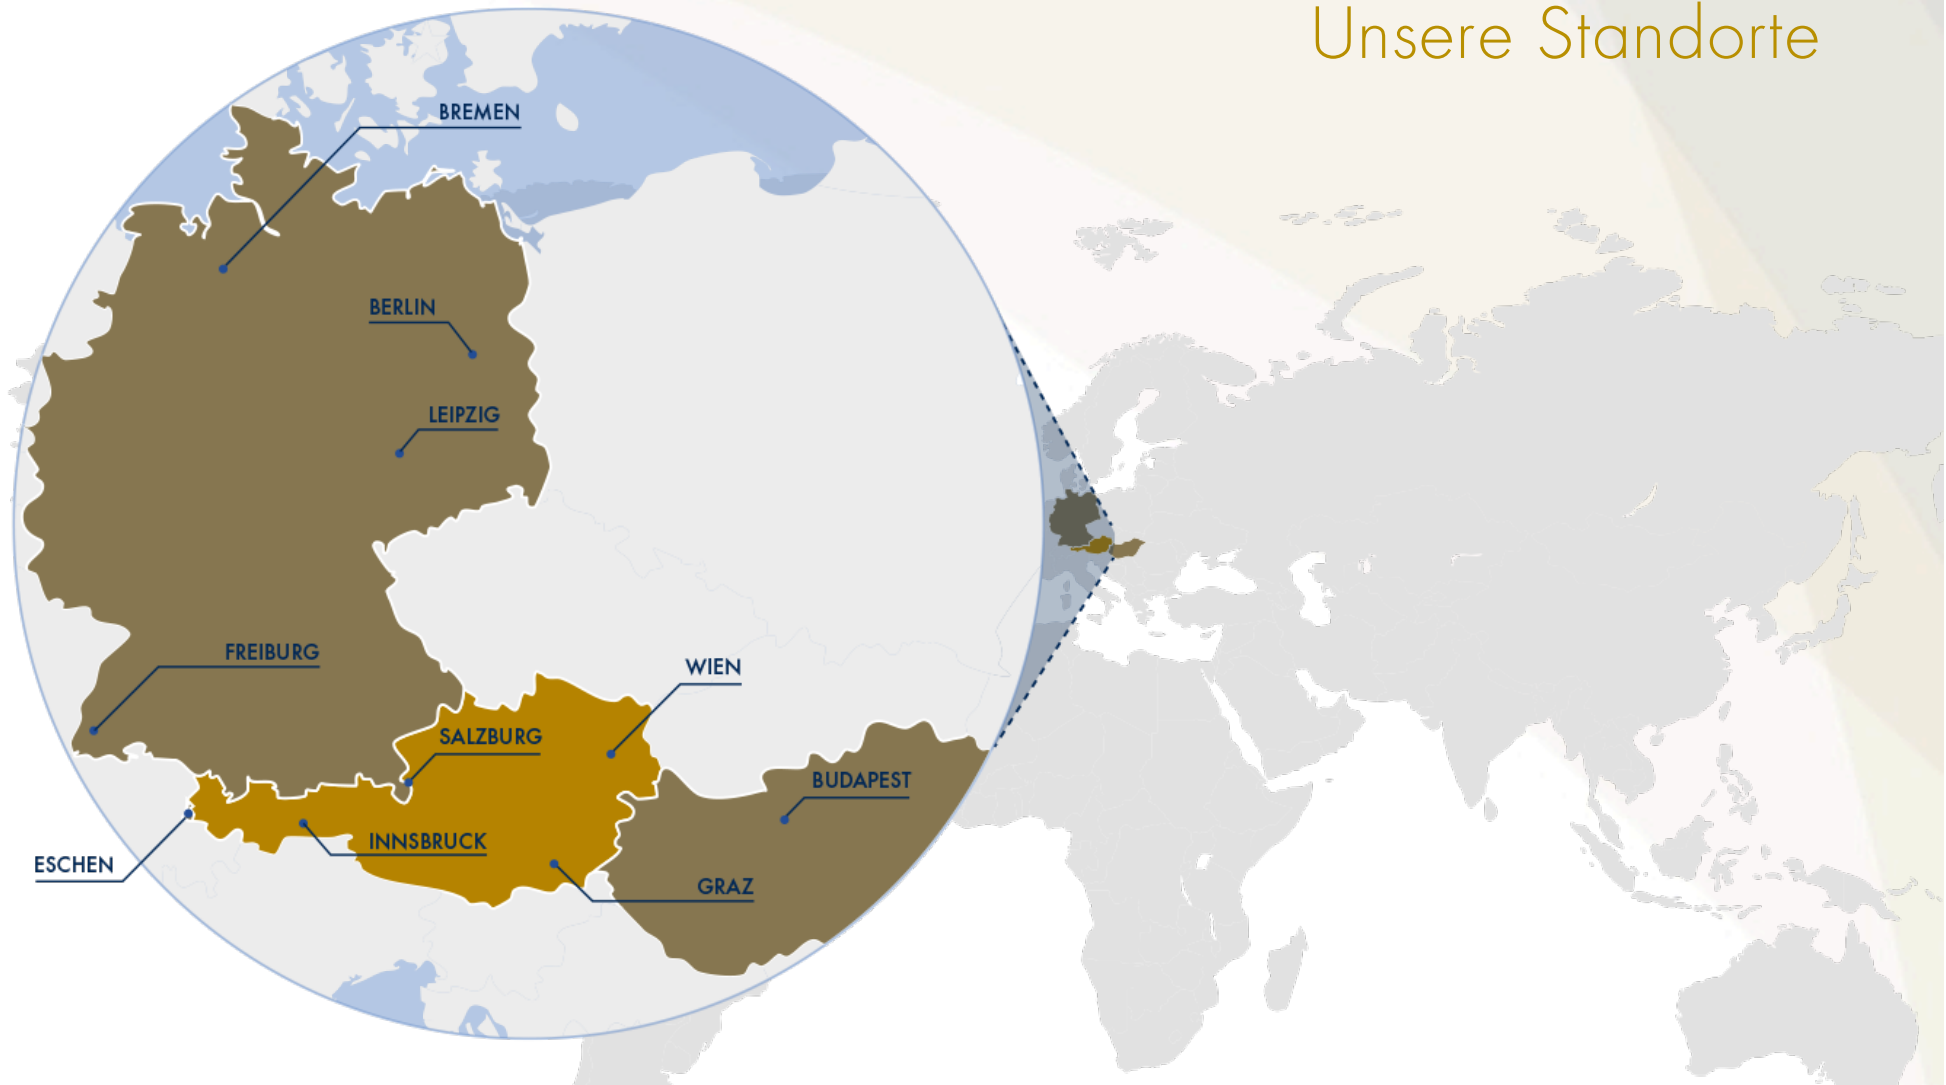 Unsere Standorte
BREMEN
BERLIN
LEIPZIG
FREIBURG
WIEN
SALZBURG
BUDAPEST
INNSBRUCK
ESCHEN
GRAZ